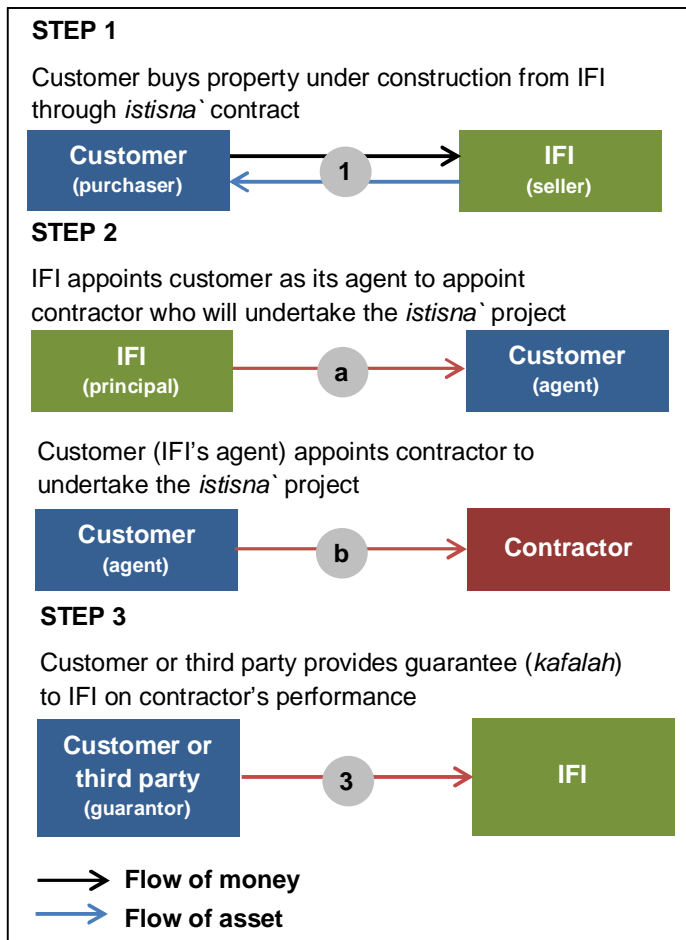 STEP 1
Customer buys property under construction from IFI
through istisna` contract
Customer
(purchaser)
1
IFI
(seller)
STEP 2
IFI appoints customer as its agent to appoint
contractor who will undertake the istisna` project
IFI
(principal)
a
Customer
(agent)
Customer (IFI's agent) appoints contractor to
undertake the istisna` project
Customer
(agent)
b
Contractor
STEP 3
Customer or third party provides guarantee (kafalah)
to IFI on contractor's performance
Customer or
third party
(guarantor)
3
IFI
Flow of money
Flow of asset